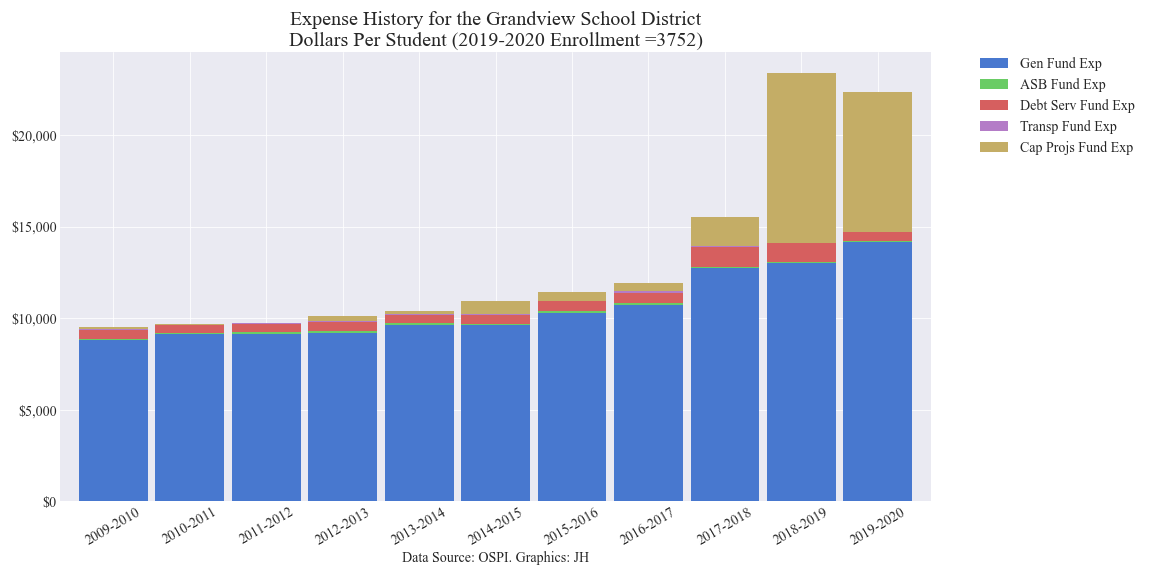 Expense History for the Grandview School District
Dollars Per Student (2019-2020 Enrollment =3752)
Gen Fund Exp
ASB Fund Exp
Debt Serv Fund Exp
Transp Fund Exp
Cap Projs Fund Exp
$20,000
$15,000
$10,000
$5,000
$0
2009-2010
2010-2011
2011-2012
2012-2013
2013-2014
2014-2015
2015-2016
2016-2017
2017-2018
2018-2019
2019-2020
Data Source: OSPI. Graphics: JH